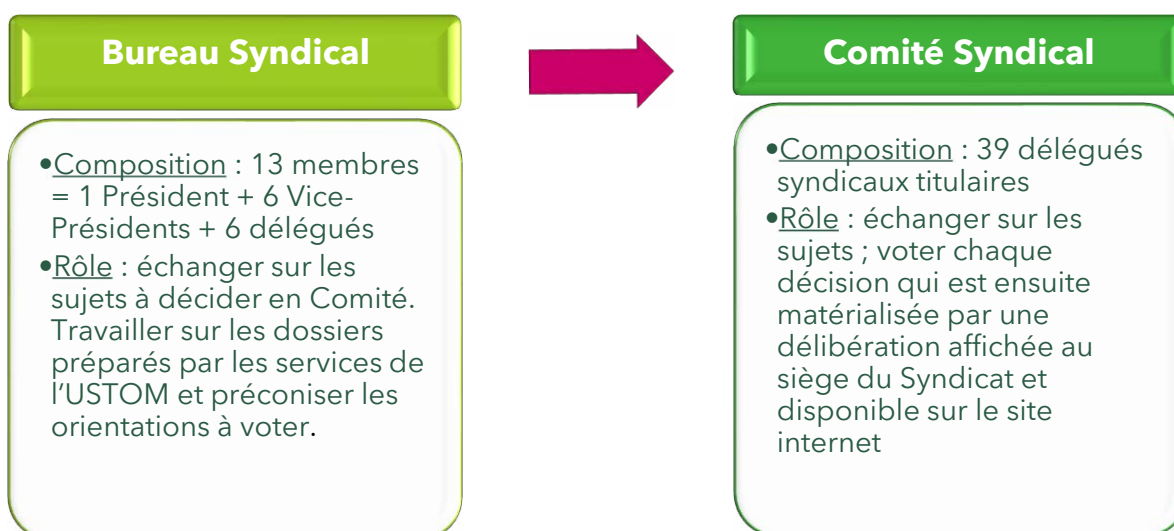 Bureau Syndical
•Composition : 13 membres
= 1 Président + 6 Vice-
Présidents + 6 délégués
•Rôle : échanger sur les
sujets à décider en Comité.
Travailler sur les dossiers
préparés par les services de
l’USTOM et préconiser les
orientations à voter.
Comité Syndical
•Composition : 39 délégués
syndicaux titulaires
•Rôle : échanger sur les
sujets ; voter chaque
décision qui est ensuite
matérialisée par une
délibération affichée au
siège du Syndicat et
disponible sur le site
internet